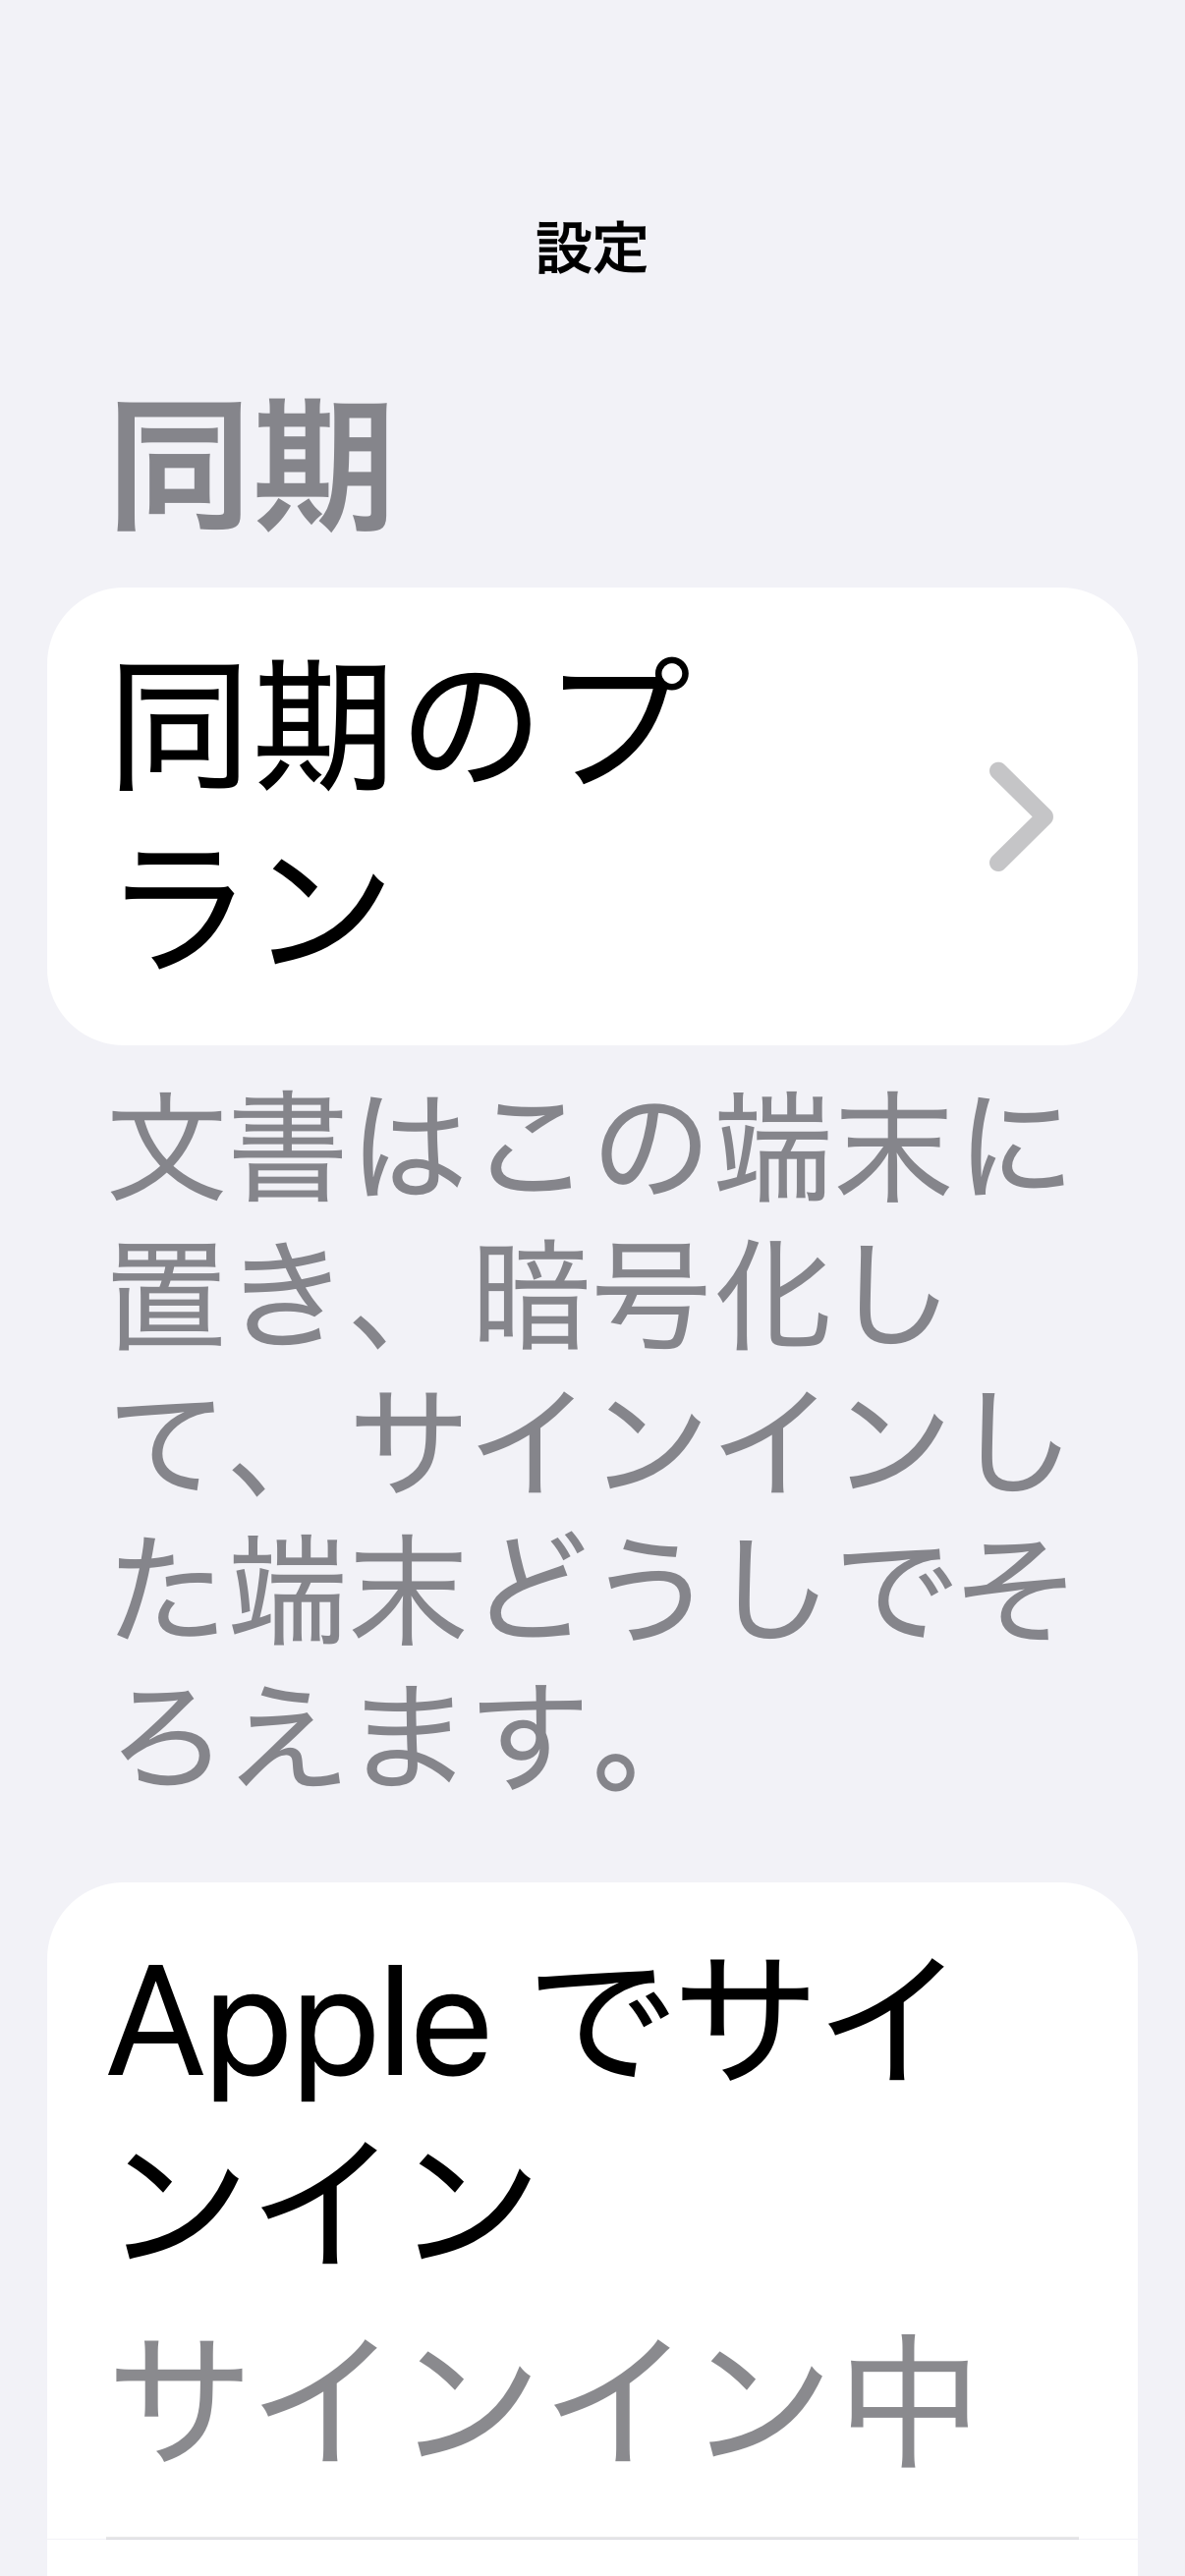 設定
同期
同期のプ
ラン
文書はこの端末に
置き、暗号化し
て、サインインし
た端末どうしでそ
ろえます。
Apple でサイ
ンイン
サインイン中